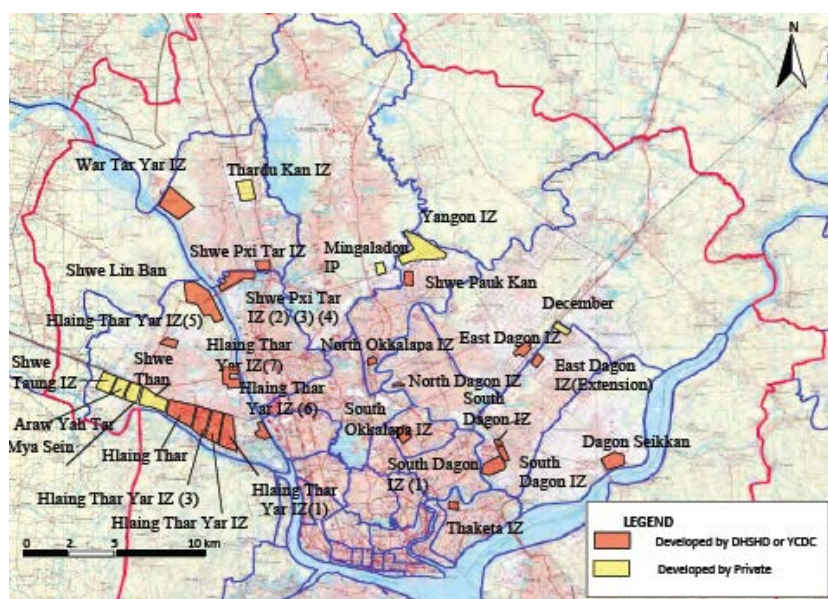 N
War Tar Yar IZ
Thardu Kan IZ
Yangon IZ
Mingaladon
IP
Shwe Pxi Tar IZ
Shwe Lin Ban
Shwe Pauk Kan
Shwe Pxi Tar
IZ (2) (3) (4)
December
Hlaing Thar Yar IZ(5)
East Dagon IZ
Hlaing Thar
Yar IZ(7)
North Okkalapa IZ
Shwe
Than
Shwe
Taung IZ
East Dagon
IZ(Extension)
North Dagon IZ
Hlaing Thar
Yar IZ (6)
South
Okkalapa IZ
South
Dagon IZ
Araw Yah Tar
Mya Sein
Dagon Seikkan
Hlaing Thar
South Dagon
IZ (1)
South
Dagon IZ
Hlaing Thar Yar IZ (3)
Hlaing Thar
Yar IZ(1)
Hlaing Thar Yar IZ
Thaketa IZ
0 2 6 10 km
LEGEND
Developed by DHSHD or YCDC
Developed by Private